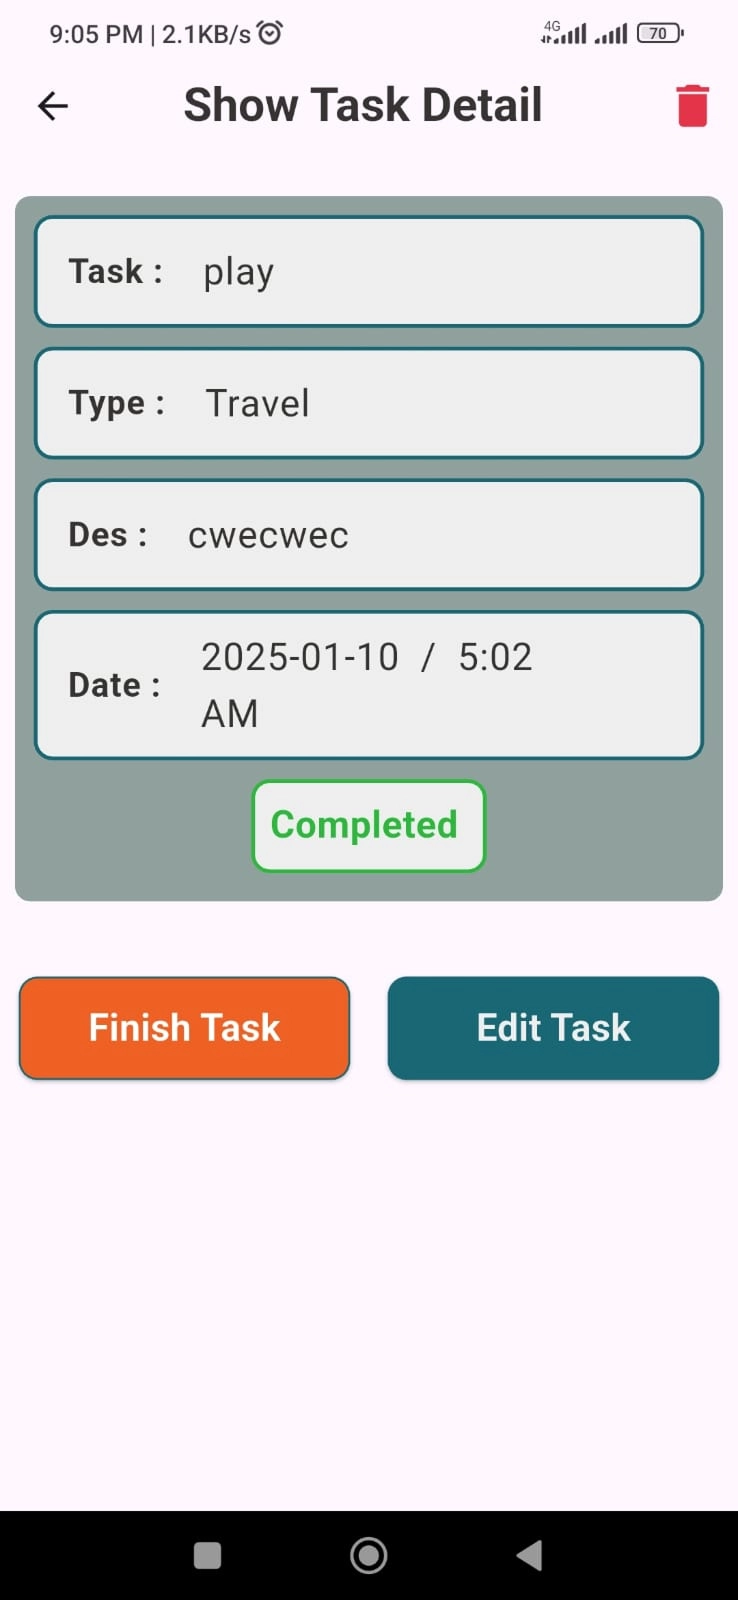 9:05 PM | 2.1KB/s
4G
70
Show Task Detail
Task : play
Type : Travel
Des : cwecwec
Date : 2025-01-10 / 5:02
AM
Completed
Finish Task
Edit Task